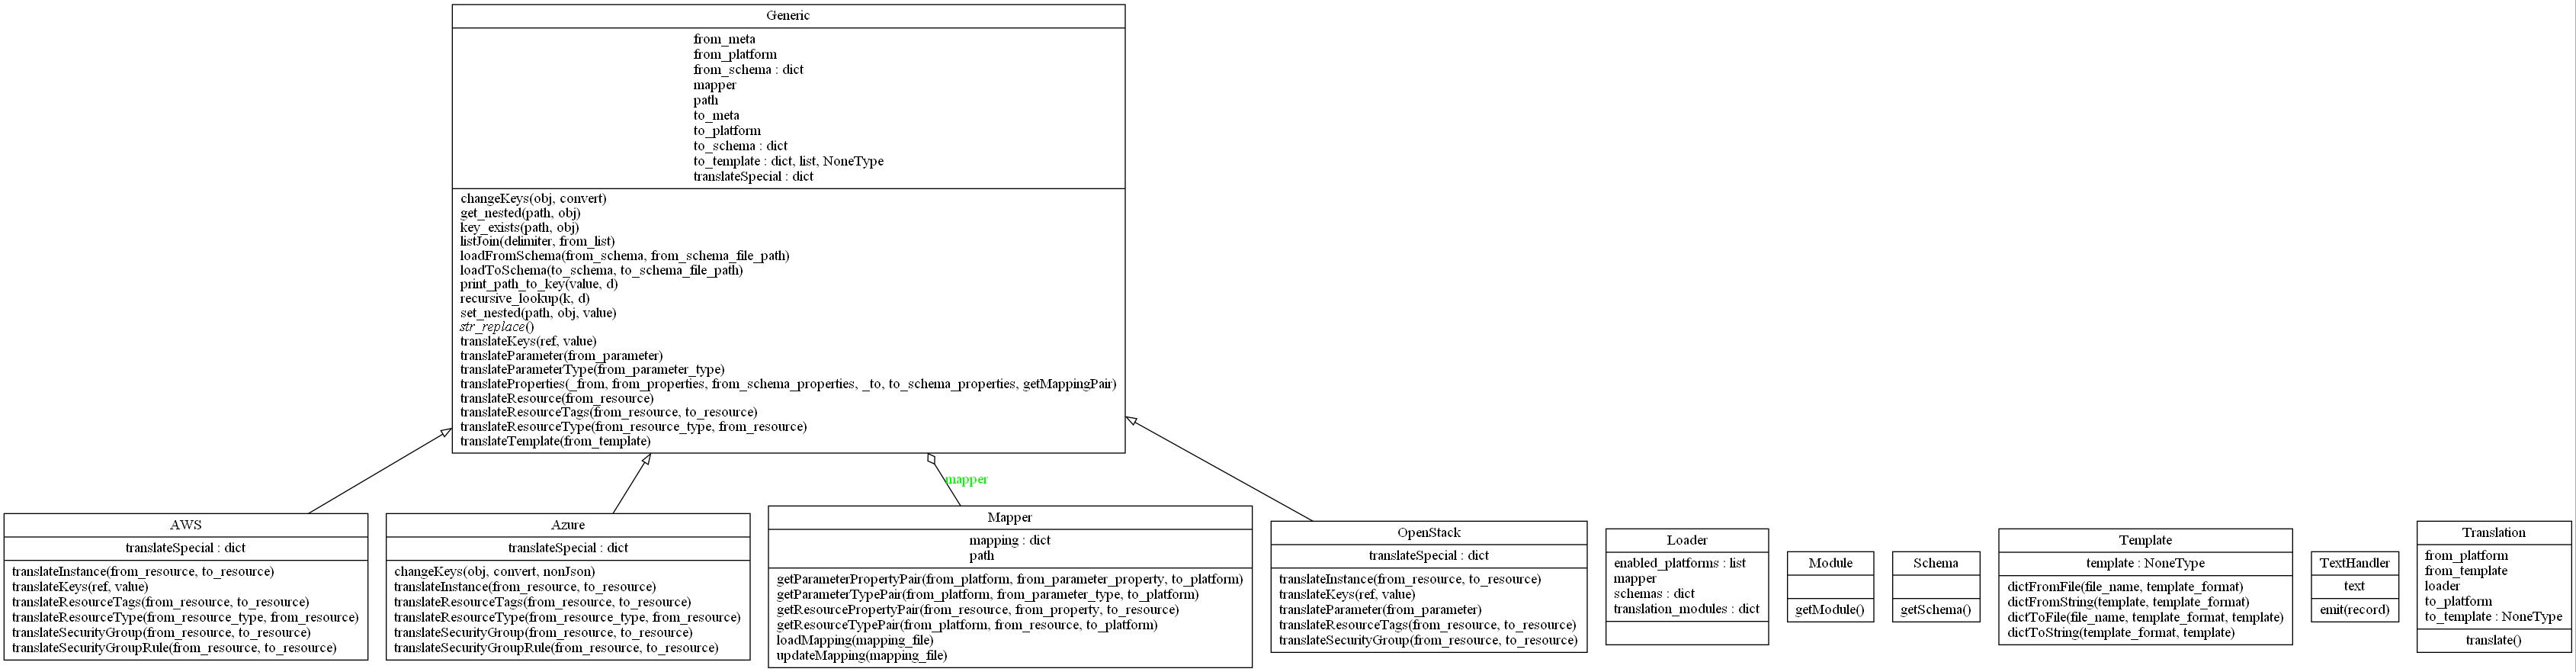 Generic
from_meta
from_platform
from_schema : dict
mapper
path
to_meta
to_platform
to_schema : dict
to_template : dict, list, NoneType
translateSpecial : dict
changeKeys(obj, convert)
get_nested(path, obj)
key_exists(path, obj)
listJoin(delimiter, from_list)
loadFromSchema(from_schema, from_schema_file_path)
loadToSchema(to_schema, to_schema_file_path)
print_path_to_key(value, d)
recursive_lookup(k, d)
set_nested(path, obj, value)
str_replace()
translateKeys(ref, value)
translateParameter(from_parameter)
translateParameterType(from_parameter_type)
translateProperties(_from, from_properties, from_schema_properties, _to, to_schema_properties, getMappingPair)
translateResource(from_resource)
translateResourceTags(from_resource, to_resource)
translateResourceType(from_resource_type, from_resource)
translateTemplate(from_template)
mapper
AWS
translateSpecial : dict
translateInstance(from_resource, to_resource)
translateKeys(ref, value)
translateResourceTags(from_resource, to_resource)
translateResourceType(from_resource_type, from_resource)
translateSecurityGroup(from_resource, to_resource)
translateSecurityGroupRule(from_resource, to_resource)
Azure
translateSpecial : dict
changeKeys(obj, convert, nonJson)
translateInstance(from_resource, to_resource)
translateResourceTags(from_resource, to_resource)
translateResourceType(from_resource_type, from_resource)
translateSecurityGroup(from_resource, to_resource)
translateSecurityGroupRule(from_resource, to_resource)
Mapper
mapping : dict
path
getParameterPropertyPair(from_platform, from_parameter_property, to_platform)
getParameterTypePair(from_platform, from_parameter_type, to_platform)
getResourcePropertyPair(from_resource, from_property, to_resource)
getResourceTypePair(from_platform, from_resource, to_platform)
loadMapping(mapping_file)
updateMapping(mapping_file)
OpenStack
translateSpecial : dict
translateInstance(from_resource, to_resource)
translateKeys(ref, value)
translateParameter(from_parameter)
translateResourceTags(from_resource, to_resource)
translateSecurityGroup(from_resource, to_resource)
Loader
enabled_platforms : list
mapper
schemas : dict
translation_modules : dict
Module
getModule()
Schema
getSchema()
Template
template : NoneType
dictFromFile(file_name, template_format)
dictFromString(template, template_format)
dictToFile(file_name, template_format, template)
dictToString(template_format, template)
TextHandler
text
emit(record)
Translation
from_platform
from_template
loader
to_platform
to_template : NoneType
translate()